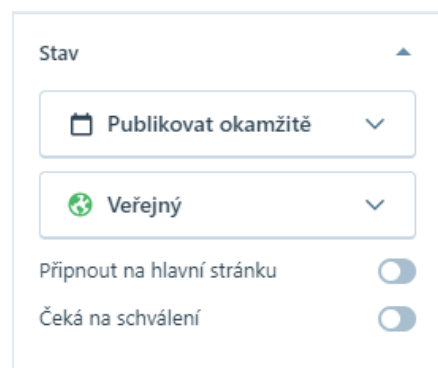 Stav
Publikovat okamžitě
Veřejný
Připnout na hlavní stránku
Čeká na schválení